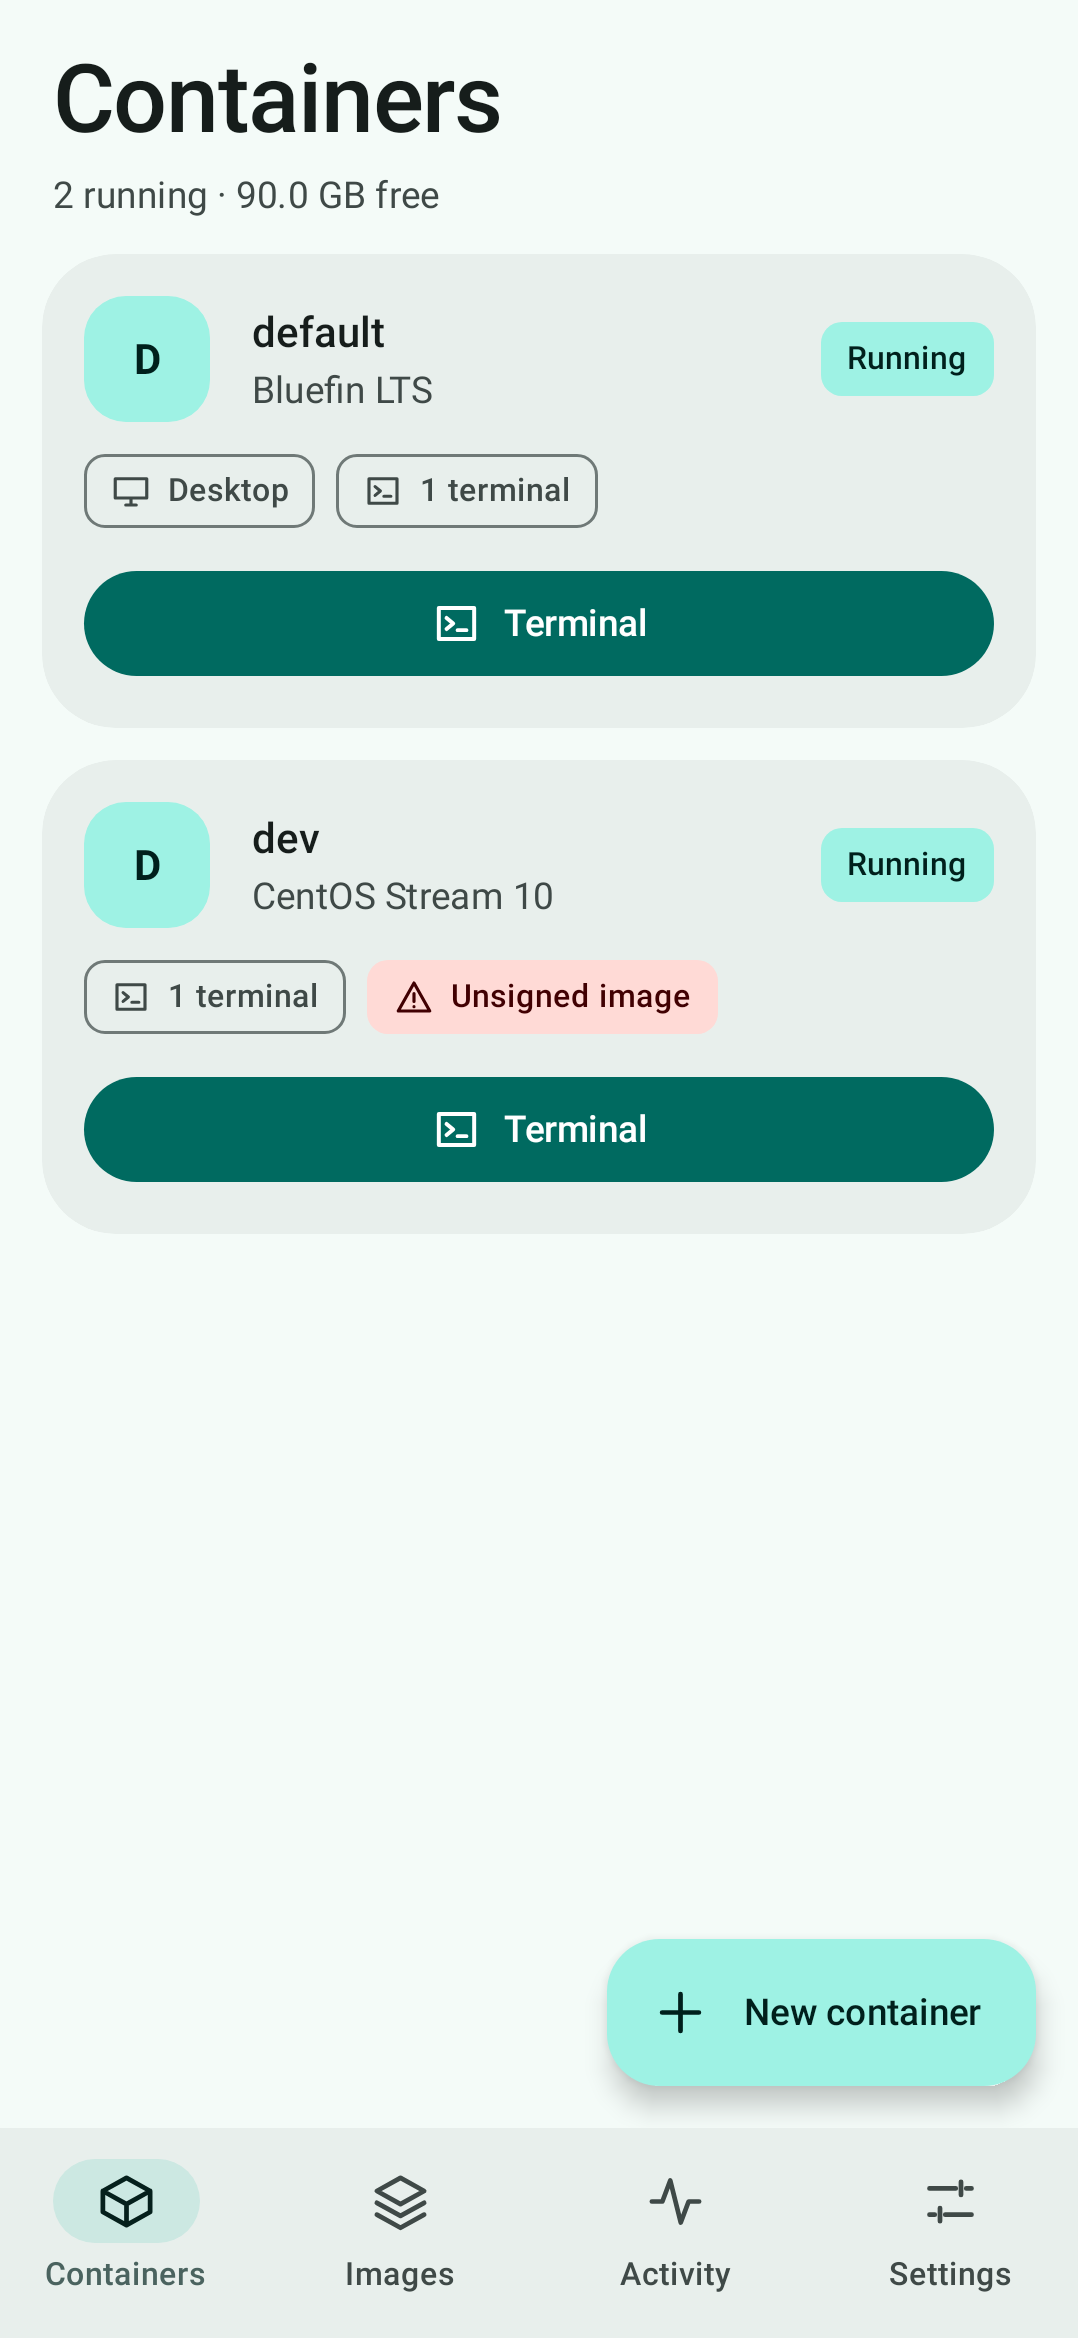 Containers
2 running · 90.0 GB free
D
default
Bluefin LTS
Running
Desktop
1 terminal
Terminal
D
dev
CentOS Stream 10
Running
1 terminal
Unsigned image
Terminal
New container
Containers
Images
Activity
Settings